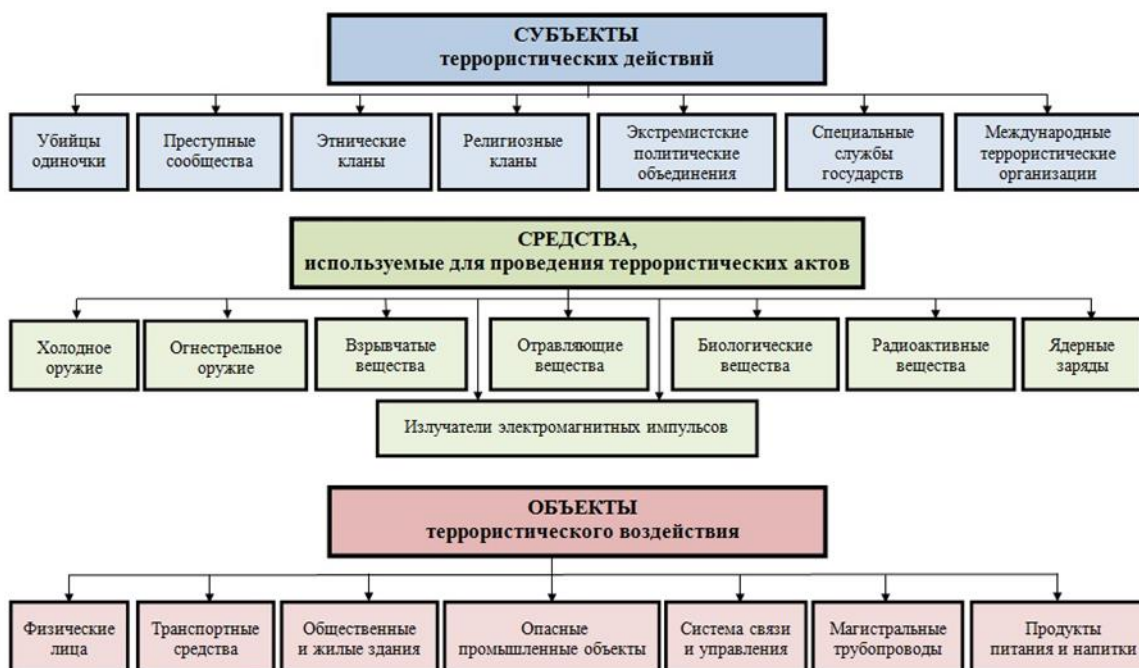 СУБЪЕКТЫ
террористических действий
Убийцы
одиночки
Преступные
сообщества
Этнические
кланы
Религиозные
кланы
Экстремистские
политические
объединения
Специальные
службы
государств
Международные
террористические
организации
СРЕДСТВА,
используемые для проведения террористических актов
Холодное
оружие
Огнестрельное
оружие
Взрывчатые
вещества
Отравляющие
вещества
Биологические
вещества
Радиоактивные
вещества
Ядерные
заряды
Излучатели электромагнитных импульсов
ОБЪЕКТЫ
террористического воздействия
Физические
лица
Транспортные
средства
Общественные
и жилые здания
Опасные
промышленные объекты
Система связи
и управления
Магистральные
трубопроводы
Продукты
питания и напитки